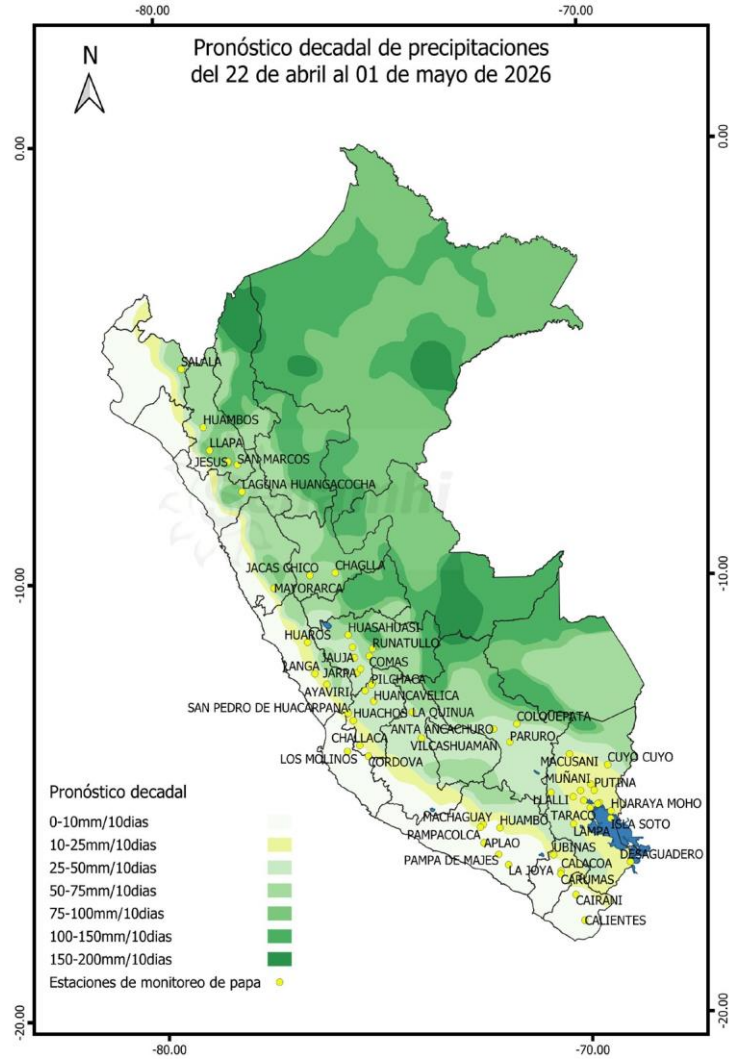 -80.00
-70.00
Pronóstico decadal de precipitaciones
del 22 de abril al 01 de mayo de 2026
N
0.00
0.00
SALALA
HUAMBOS
LLAPA
JESUS
SAN MARCOS
LAGUNA HUANGACOCHA
senamhi
-10.00
-10.00
JACAS CHICO
CHAGLLA
MAYORARCA
HUAROS
HUASAHUASI
RUNATULLO
JAUJA
COMAS
LANGA
JARPA
PILCHACA
AYAVIRI
HUANCAVELICA
SAN PEDRO DE HUACARPANA
HUACHOS
LA QUINUA
COLQUEPATA
ANTA ANCACHURO
PARURO
CHALLACA
VILCASHUAMAN
LOS MOLINOS
CORDOVA
MACUSANI
CUYO CUYO
MUÑANI
PUTINA
LLALLI
HUARAYA MOHO
MACHAGUAY
HUAMBO
TARACO
ISLA SOTO
PAMPACOLCA
LAMPA
APLAO
UBINAS
DESAGUADERO
PAMPA DE MAJES
LA JOYA
CALACOA
CARUMAS
CAIRANI
CALIENTES
Pronóstico decadal
0-10mm/10dias
10-25mm/10dias
25-50mm/10dias
50-75mm/10dias
75-100mm/10dias
100-150mm/10dias
150-200mm/10dias
Estaciones de monitoreo de papa
-20.00
-20.00
-80.00
-70.00